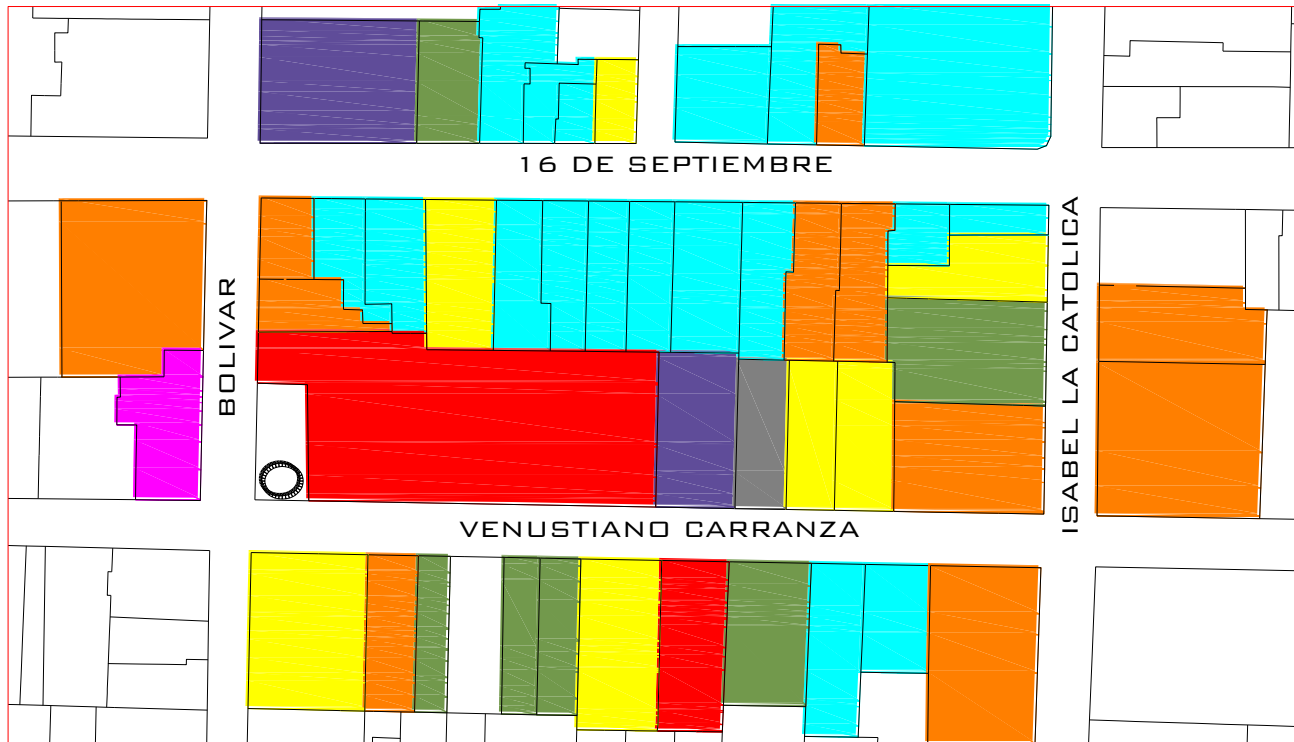 16 DE SEPTIEMBRE
BOLIVAR
ISABEL LA CATOLICA
VENUSTIANO CARRANZA